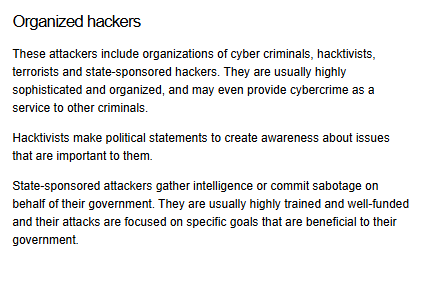 Organized hackers
These attackers include organizations of cyber criminals, hacktivists,
terrorists and state-sponsored hackers. They are usually highly
sophisticated and organized, and may even provide cybercrime as a
service to other criminals.
Hacktivists make political statements to create awareness about issues
that are important to them.
State-sponsored attackers gather intelligence or commit sabotage on
behalf of their government. They are usually highly trained and well-funded
and their attacks are focused on specific goals that are beneficial to their
government.